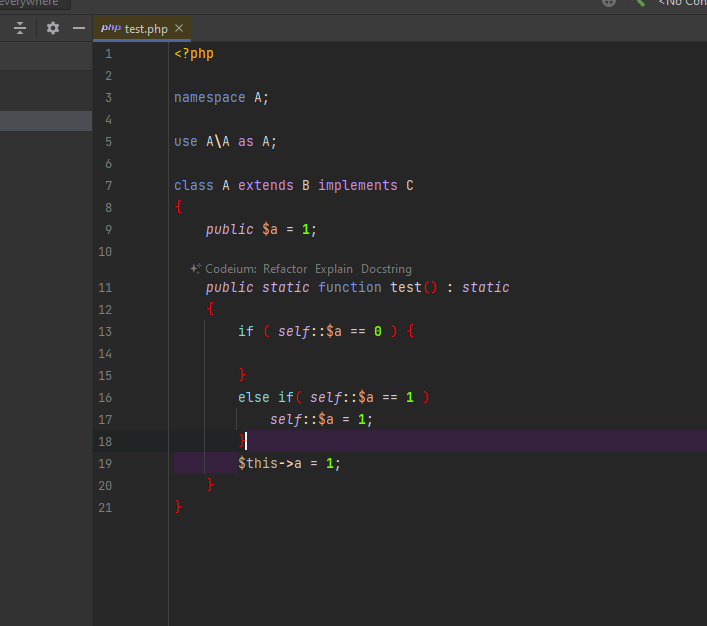 everywhere
<No Con
php test.php
1 <?php
2
3 namespace A;
4
5 use A\A as A;
6
7 class A extends B implements C
8 {
9 public $a = 1;
10
Codeium: Refactor Explain Docstring
11 public static function test() : static
12 {
13 if ( self::$a == 0 ) {
14
15 }
16 else if( self::$a == 1 )
17 self::$a = 1;
18 }
19 $this->a = 1;
20 }
21 }